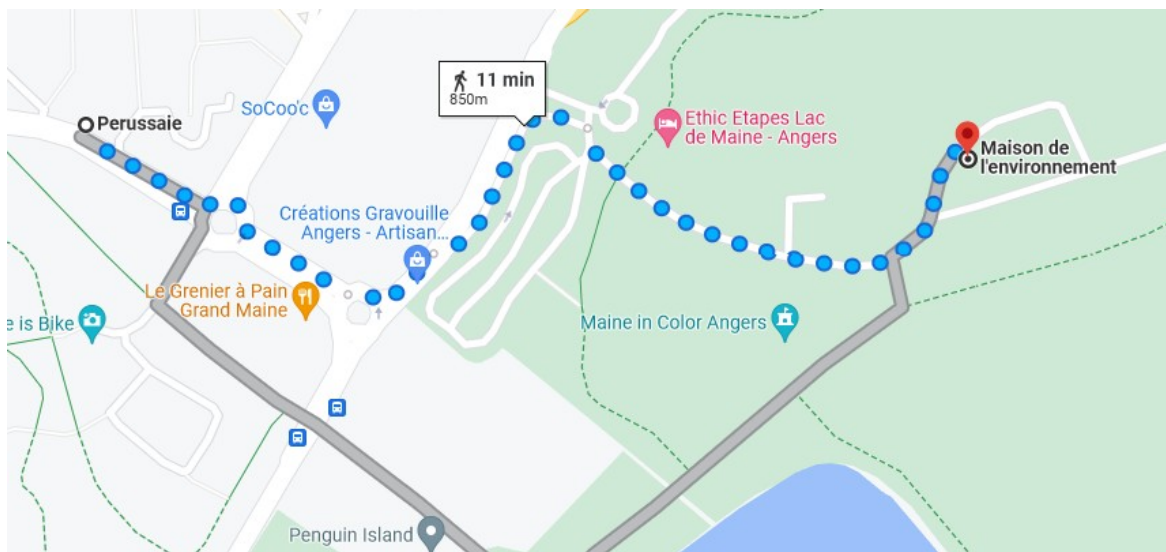 11 min
850m
SoCoo'c
Perussaie
Ethic Etapes Lac
de Maine - Angers
Maison de
l'environnement
Créations Gravouille
Angers - Artisan...
Le Grenier à Pain
Grand Maine
e is Bike
Maine in Color Angers
Penguin Island